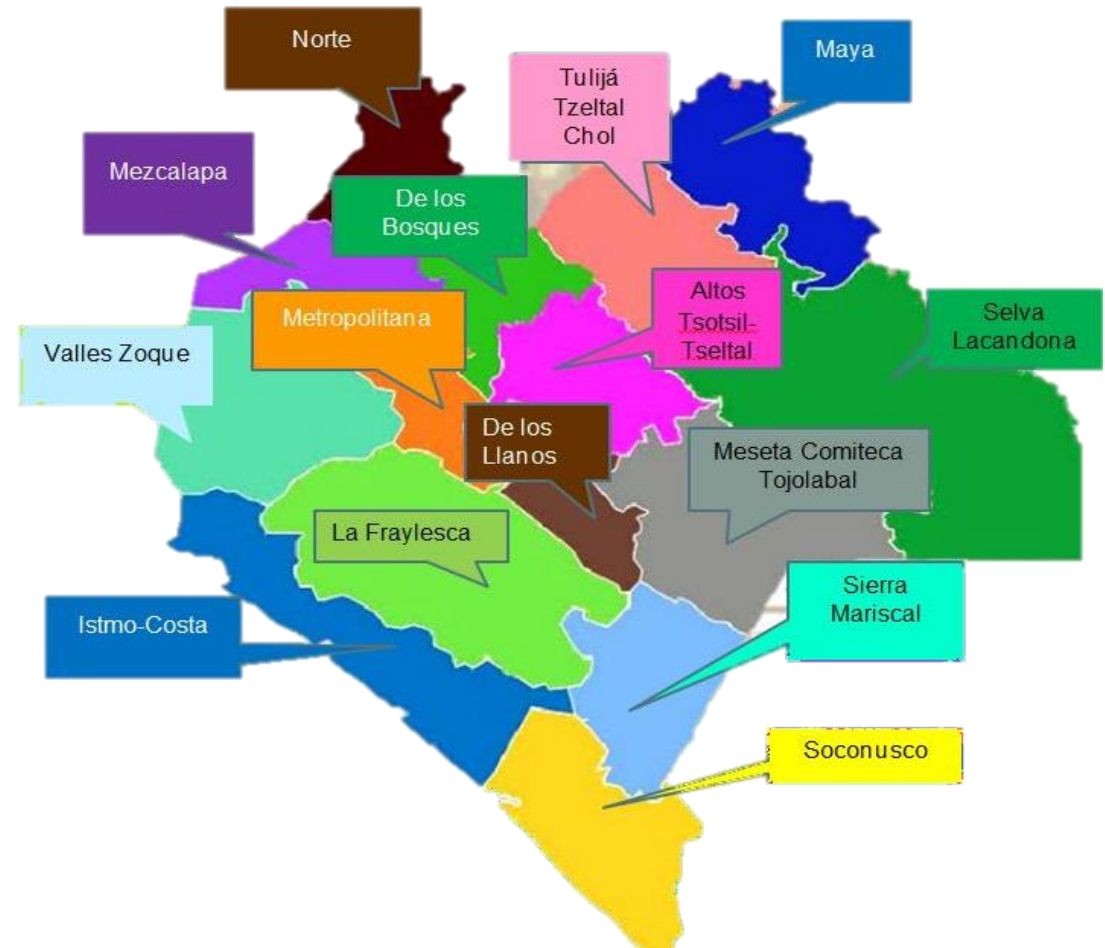 Norte
Maya
Tulijá
Tzeltal
Chol
Mezcalapa
De los
Bosques
Altos
Tsotsil-
Tseltal
Selva
Lacandona
Metropolitana
Valles Zoque
De los
Llanos
Meseta Comiteca
Tojolabal
La Fraylesca
Sierra
Mariscal
Istmo-Costa
Soconusco